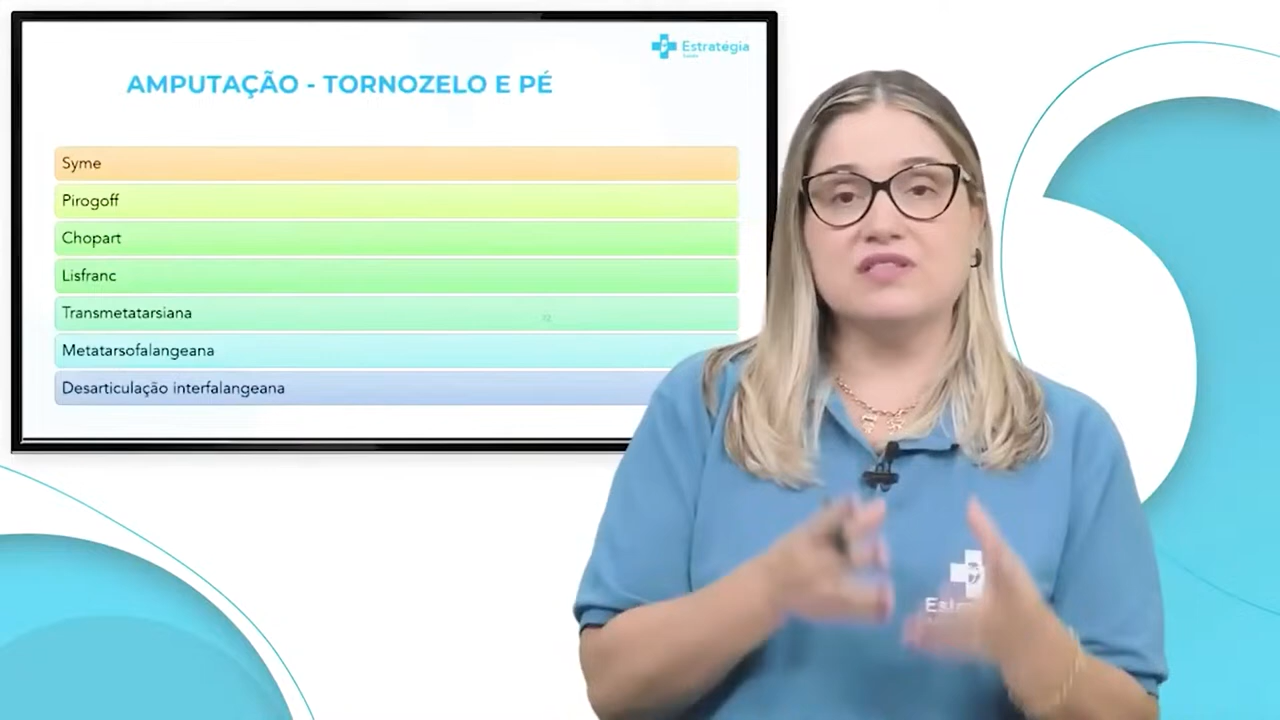 Estratégia
AMPUTAÇÃO - TORNOZELO E PÉ
Syme
Pirogoff
Chopart
Lisfranc
Transmetatarsiana
Metatarsofalangeana
Desarticulação interfalangeana